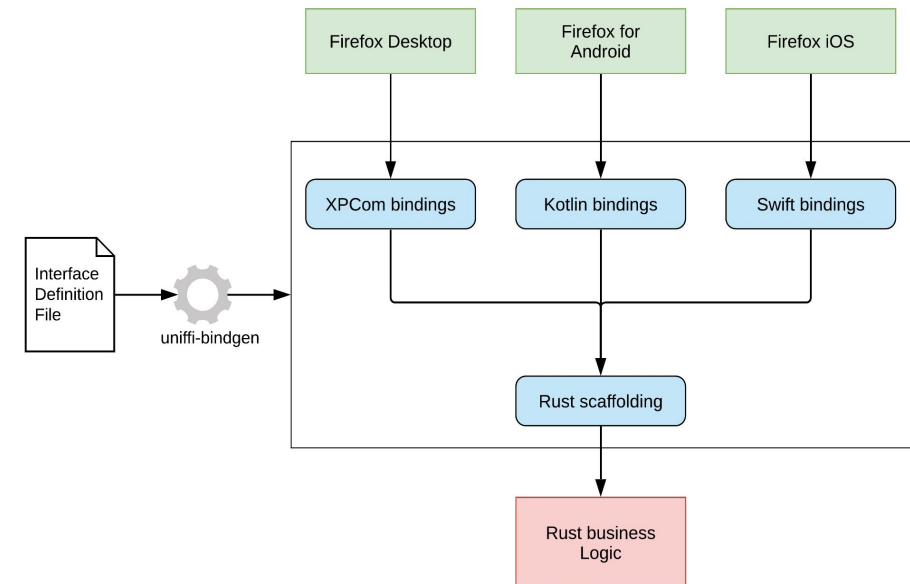 Firefox Desktop
Firefox for
Android
Firefox iOS
XPCom bindings
Kotlin bindings
Swift bindings
Interface
Definition
File
uniffi-bindgen
Rust scaffolding
Rust business
Logic